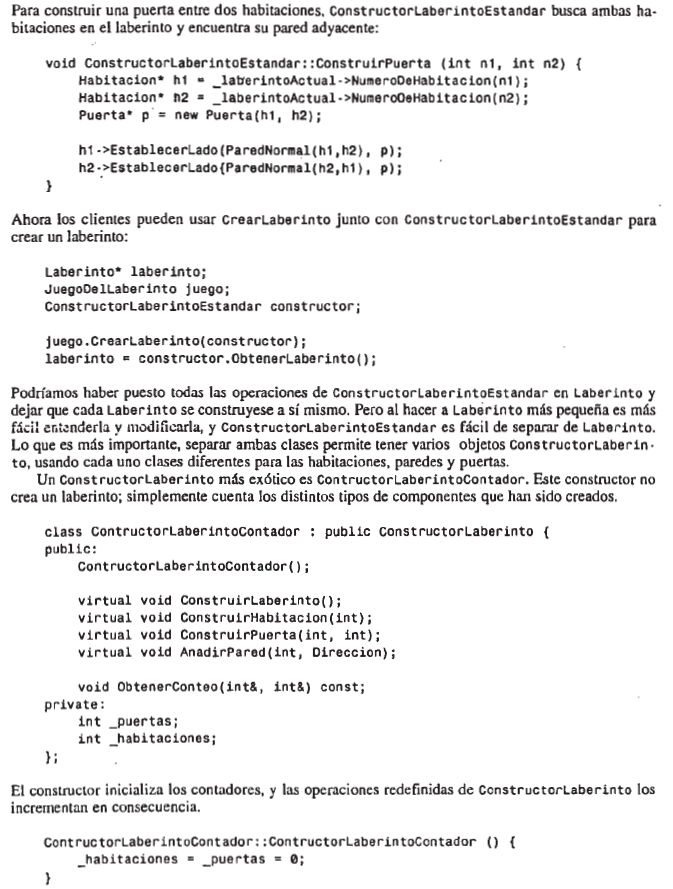 Para construir una puerta entre dos habitaciones, ConstructorLaberintoEstandar busca ambas ha-
bitaciones en el laberinto y encuentra su pared adyacente:
void ConstructorLaberintoEstandar::ConstruirPuerta (int n1, int n2) {
Habitacion* h1 = _laberintoActual->NumeroDeHabitacion(n1);
Habitacion* h2 = _laberintoActual->NumeroDeHabitacion(n2);
Puerta* p = new Puerta(h1, h2);
h1->EstablecerLado(ParedNormal(h1,h2), p);
h2->EstablecerLado{ParedNormal(h2,h1), p);
}
Ahora los clientes pueden usar CrearLaberinto junto con ConstructorLaberintoEstandar para
crear un laberinto:
Laberinto* laberinto;
JuegoDelLaberinto juego;
ConstructorLaberintoEstandar constructor;
juego.CrearLaberinto(constructor);
laberinto = constructor.ObtenerLaberinto();
Podríamos haber puesto todas las operaciones de ConstructorLaberintoEstandar en Laberinto y
dejar que cada Laberinto se construyese a sí mismo. Pero al hacer a Laberinto más pequeña es más
fácil entenderla y modificarla, y ConstructorLaberintoEstandar es fácil de separar de Laberinto.
Lo que es más importante, separar ambas clases permite tener varios objetos ConstructorLaberin-
to, usando cada uno clases diferentes para las habitaciones, paredes y puertas.
Un ConstructorLaberinto más exótico es ContructorLaberintoContador. Este constructor no
crea un laberinto; simplemente cuenta los distintos tipos de componentes que han sido creados.
class ContructorLaberintoContador : public ConstructorLaberinto {
public:
ContructorLaberintoContador();
virtual void ConstruirLaberinto();
virtual void ConstruirHabitacion(int);
virtual void ConstruirPuerta(int, int);
virtual void AnadirPared(int, Direccion);
void ObtenerConteo(int&, int&) const;
private:
int _puertas;
int _habitaciones;
};
El constructor inicializa los contadores, y las operaciones redefinidas de ConstructorLaberinto los
incrementan en consecuencia.
ContructorLaberintoContador::ContructorLaberintoContador () {
_habitaciones = _puertas = 0;
}